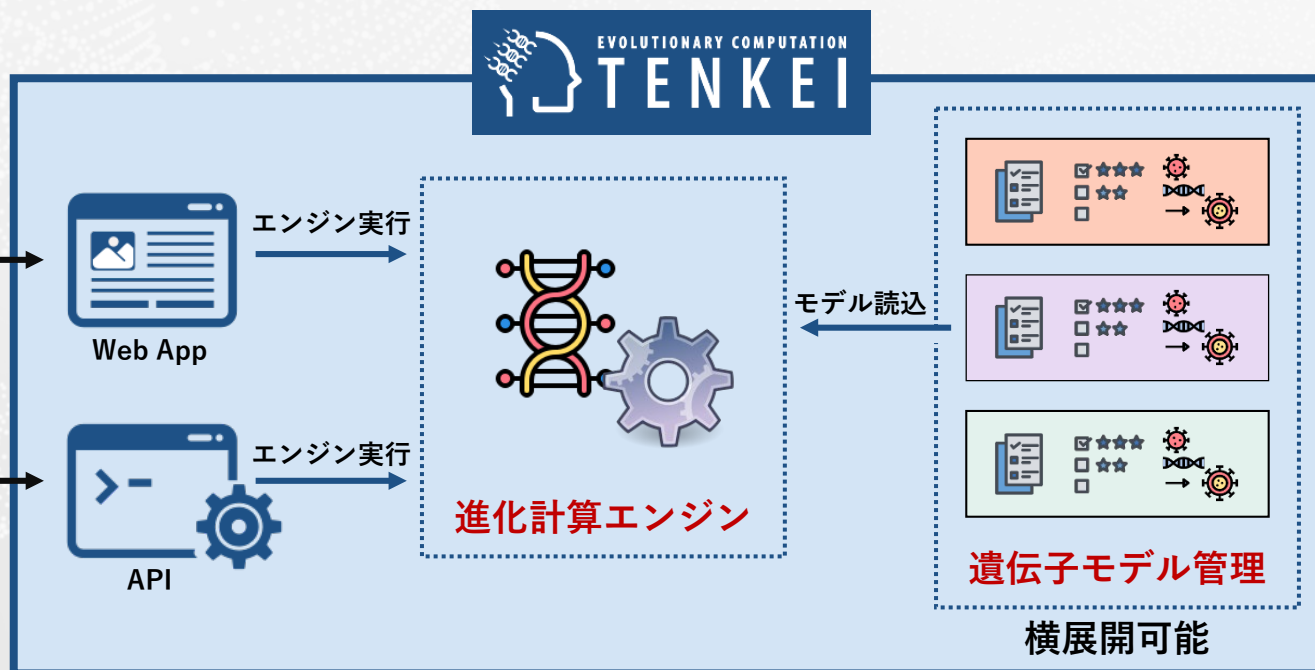 EVOLUTIONARY COMPUTATION
TENKEI
エンジン実行
Web App
エンジン実行
API
進化計算エンジン
モデル読込
遺伝子モデル管理
横展開可能